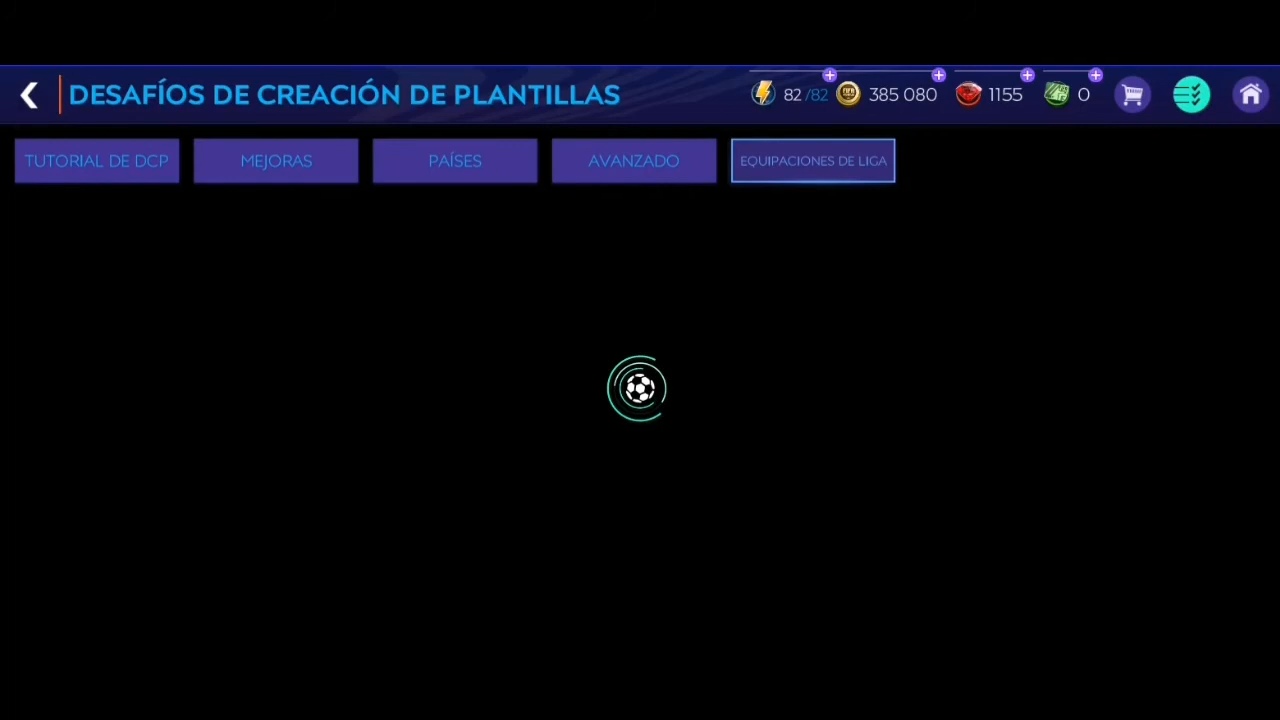 DESAFÍOS DE CREACIÓN DE PLANTILLAS
82/82 385 080 1155 0
TUTORIAL DE DCP MEJORAS PAÍSES AVANZADO EQUIPACIONES DE LIGA